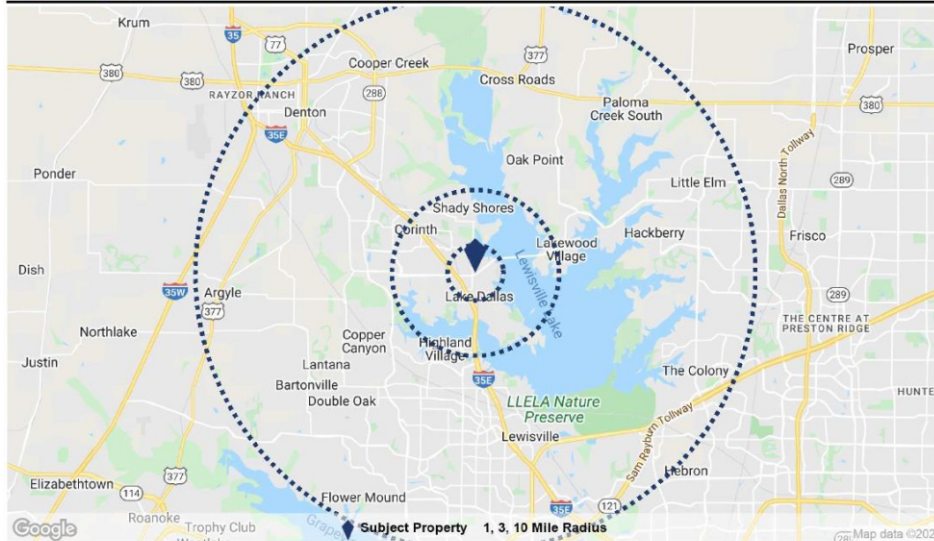 Krum
35
77
377
Prosper
Cooper Creek
380
380
Cross Roads
RAYZOR RANCH
288
Paloma
Creek South
380
Denton
35E
Dallas North Tollway
Oak Point
Ponder
Little Elm
289
Shady Shores
Corinth
Hackberry
Frisco
Lakewood
Village
Dish
Lewisville Lake
35W
Argyle
Lake Dallas
289
377
THE CENTRE AT
PRESTON RIDGE
Northlake
Copper
Canyon
Highland
Village
Justin
Lantana
The Colony
35E
Bartonville
HUNTE
Double Oak
LLELA Nature
Preserve
Lewisville
Sam Rayburn Tollway
Hebron
377
Elizabethtown
114
Flower Mound
35E
121
Roanoke
Trophy Club
Google
Subject Property 1, 3, 10 Mile Radius
Map data ©202